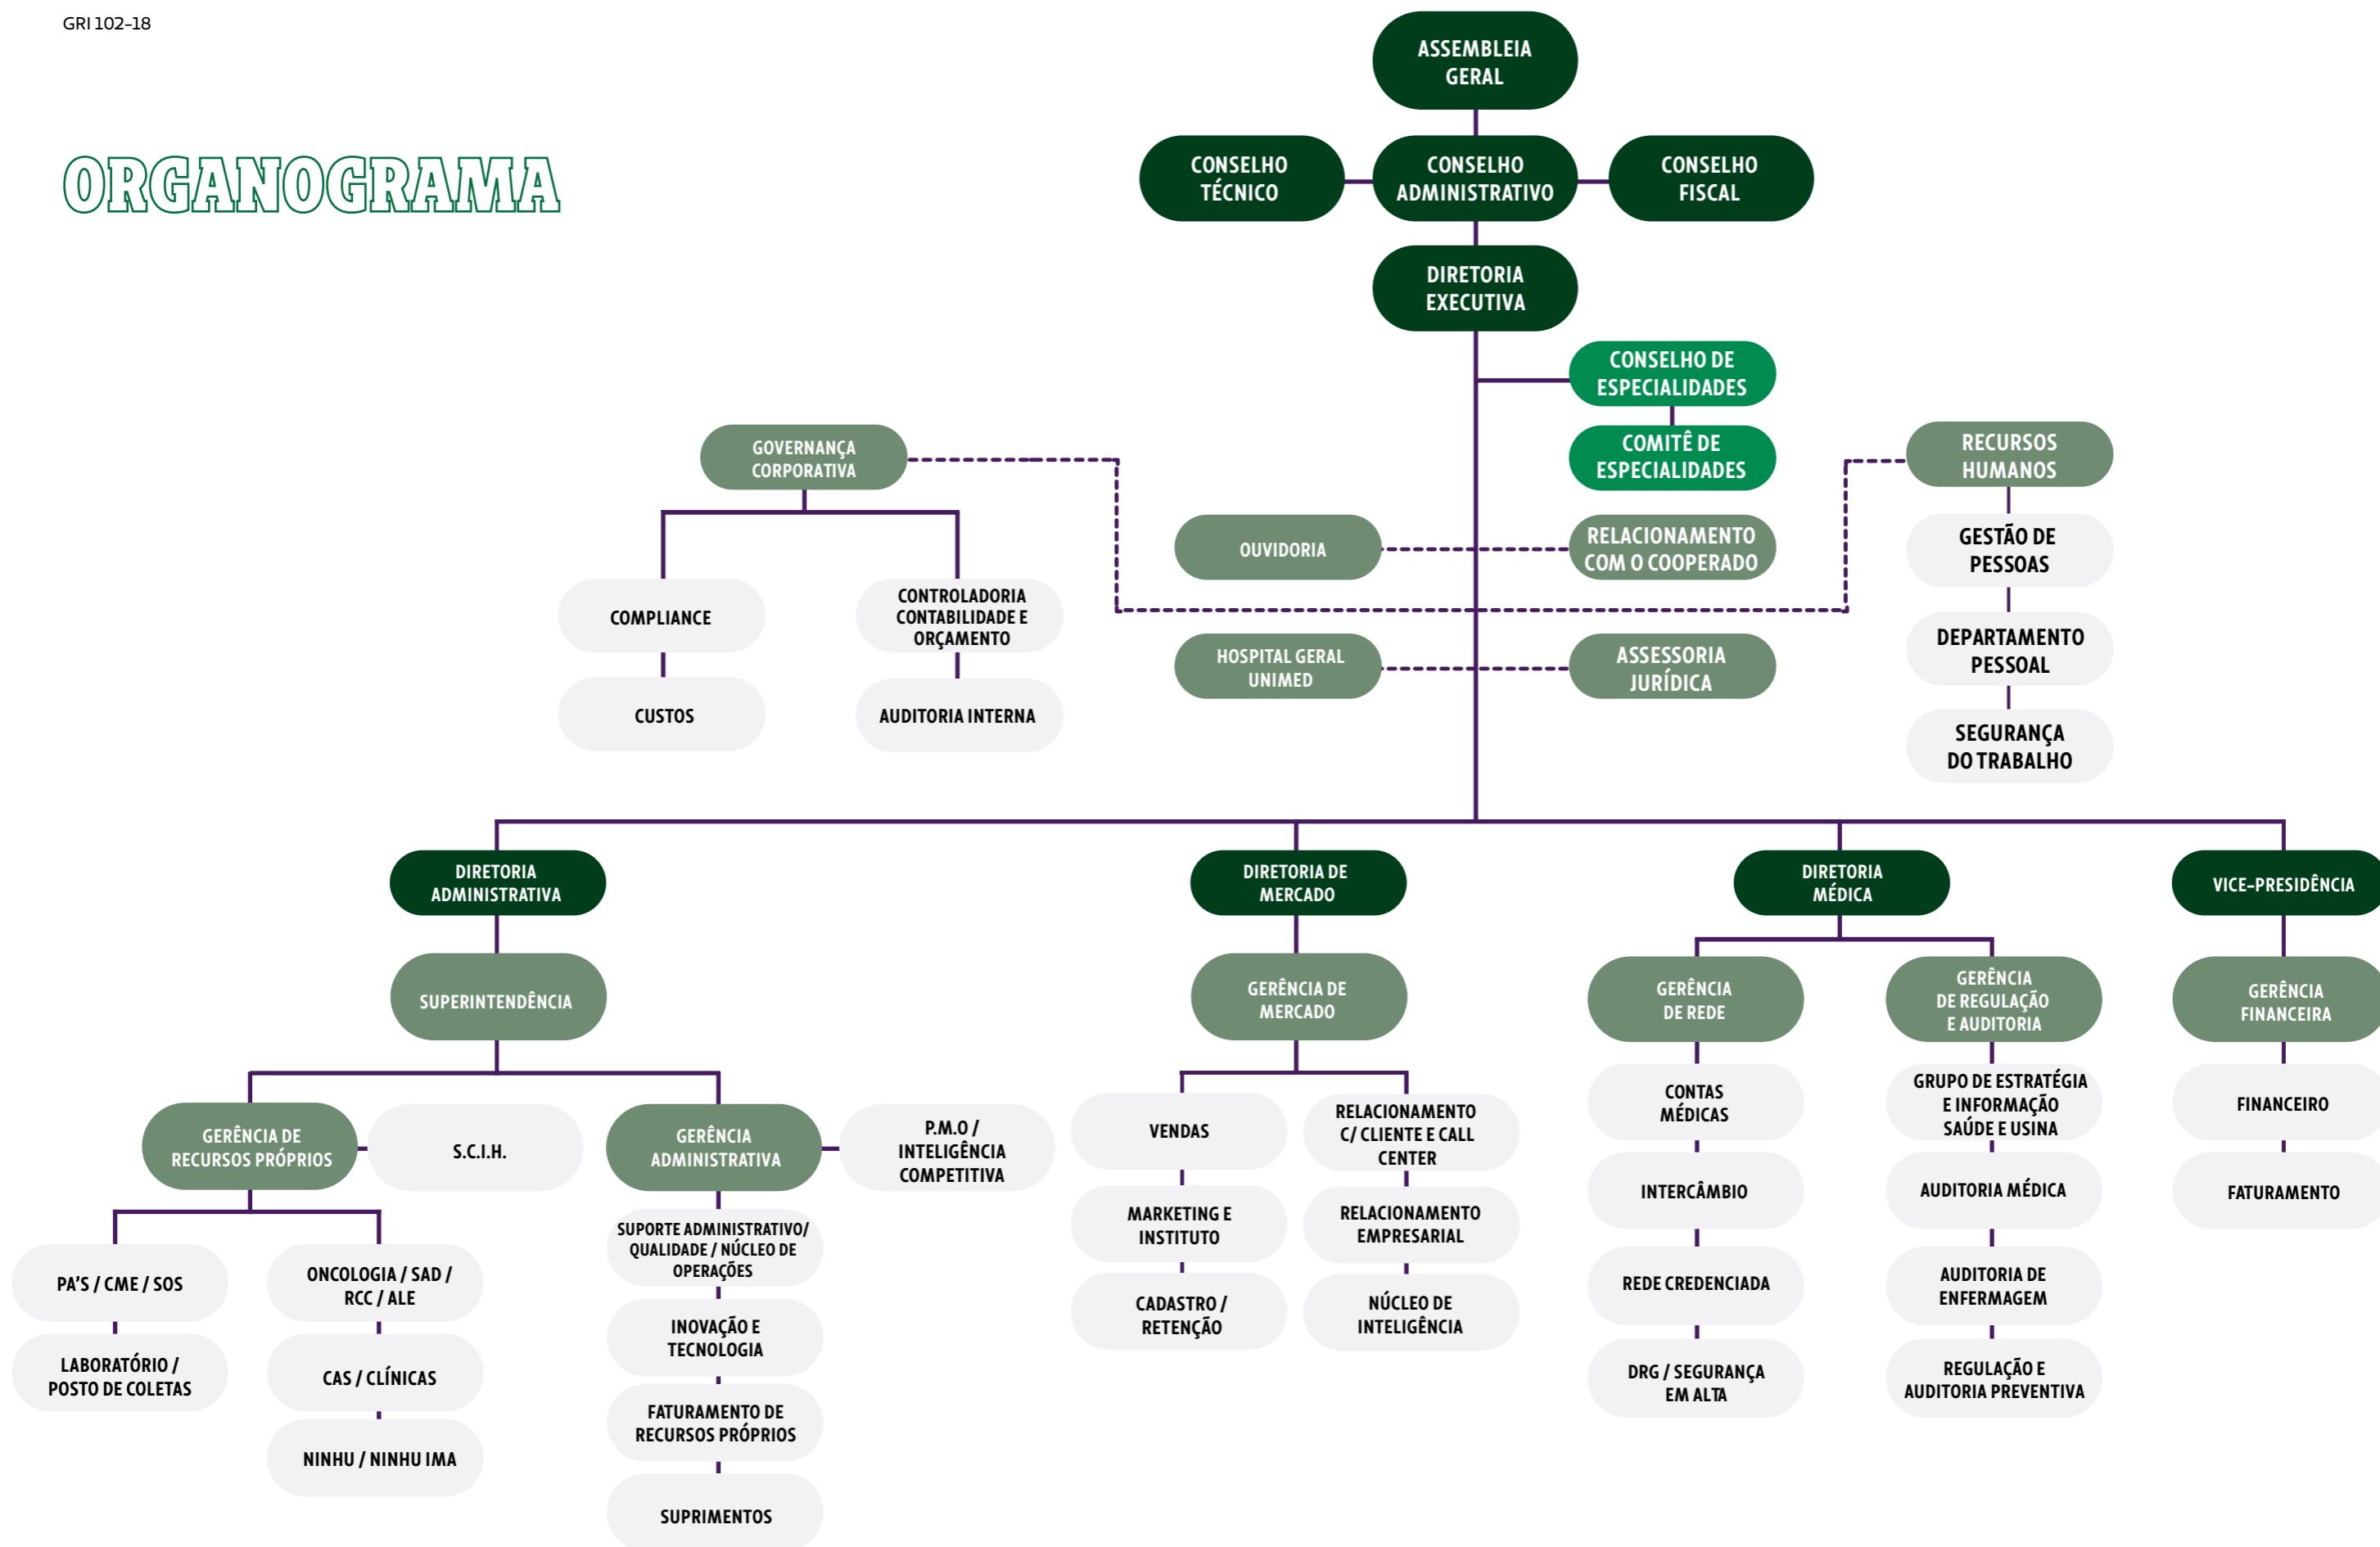 GRI 102-18
ORGANOGRAMA
ASSEMBLEIA
GERAL
CONSELHO
TÉCNICO
CONSELHO
ADMINISTRATIVO
CONSELHO
FISCAL
DIRETORIA
EXECUTIVA
CONSELHO DE
ESPECIALIDADES
COMITÊ DE
ESPECIALIDADES
GOVERNANÇA
CORPORATIVA
COMPLIANCE
CUSTOS
CONTROLADORIA
CONTABILIDADE E
ORÇAMENTO
AUDITORIA INTERNA
OUVIDORIA
RELACIONAMENTO
COM O COOPERADO
HOSPITAL GERAL
UNIMED
ASSESSORIA
JURÍDICA
RECURSOS
HUMANOS
GESTÃO DE
PESSOAS
DEPARTAMENTO
PESSOAL
SEGURANÇA
DO TRABALHO
DIRETORIA
ADMINISTRATIVA
SUPERINTENDÊNCIA
GERÊNCIA DE
RECURSOS PRÓPRIOS
S.C.I.H.
PA'S / CME / SOS
LABORATÓRIO /
POSTO DE COLETAS
ONCOLOGIA / SAD /
RCC / ALE
CAS / CLÍNICAS
NINHU / NINHU IMA
GERÊNCIA
ADMINISTRATIVA
P.M.O /
INTELIGÊNCIA
COMPETITIVA
SUPORTE ADMINISTRATIVO/
QUALIDADE / NÚCLEO DE
OPERAÇÕES
INOVAÇÃO E
TECNOLOGIA
FATURAMENTO DE
RECURSOS PRÓPRIOS
SUPRIMENTOS
DIRETORIA DE
MERCADO
GERÊNCIA DE
MERCADO
VENDAS
MARKETING E
INSTITUTO
CADASTRO /
RETENÇÃO
RELACIONAMENTO
C/ CLIENTE E CALL
CENTER
RELACIONAMENTO
EMPRESARIAL
NÚCLEO DE
INTELIGÊNCIA
DIRETORIA
MÉDICA
GERÊNCIA
DE REDE
CONTAS
MÉDICAS
INTERCÂMBIO
REDE CREDENCIADA
DRG / SEGURANÇA
EM ALTA
GERÊNCIA
DE REGULAÇÃO
E AUDITORIA
GRUPO DE ESTRATÉGIA
E INFORMAÇÃO
SAÚDE E USINA
AUDITORIA MÉDICA
AUDITORIA DE
ENFERMAGEM
REGULAÇÃO E
AUDITORIA PREVENTIVA
VICE-PRESIDÊNCIA
GERÊNCIA
FINANCEIRA
FINANCEIRO
FATURAMENTO